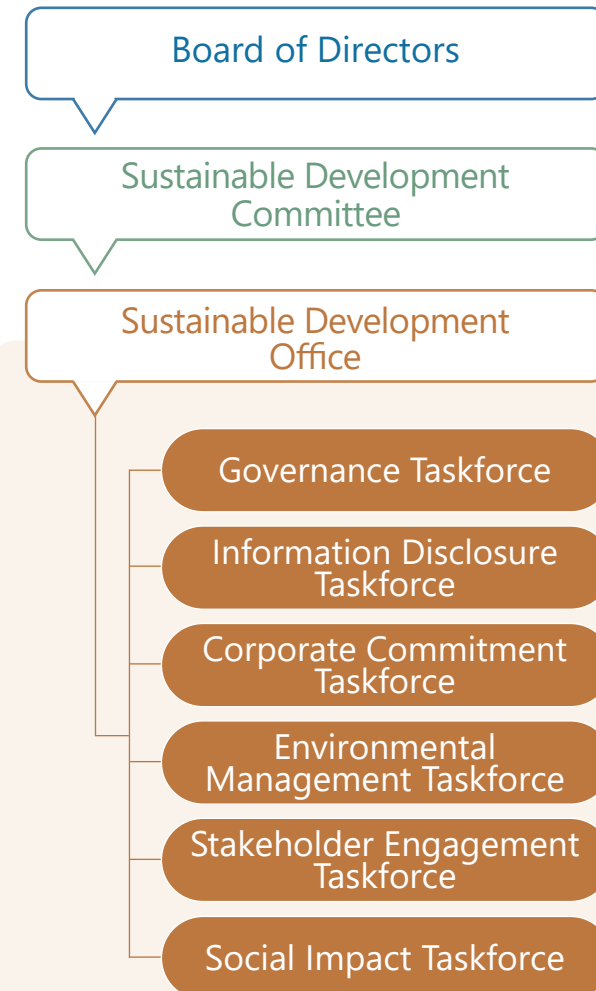 Board of Directors
Sustainable Development
Committee
Sustainable Development
Office
Governance Taskforce
Information Disclosure
Taskforce
Corporate Commitment
Taskforce
Environmental
Management Taskforce
Stakeholder Engagement
Taskforce
Social Impact Taskforce